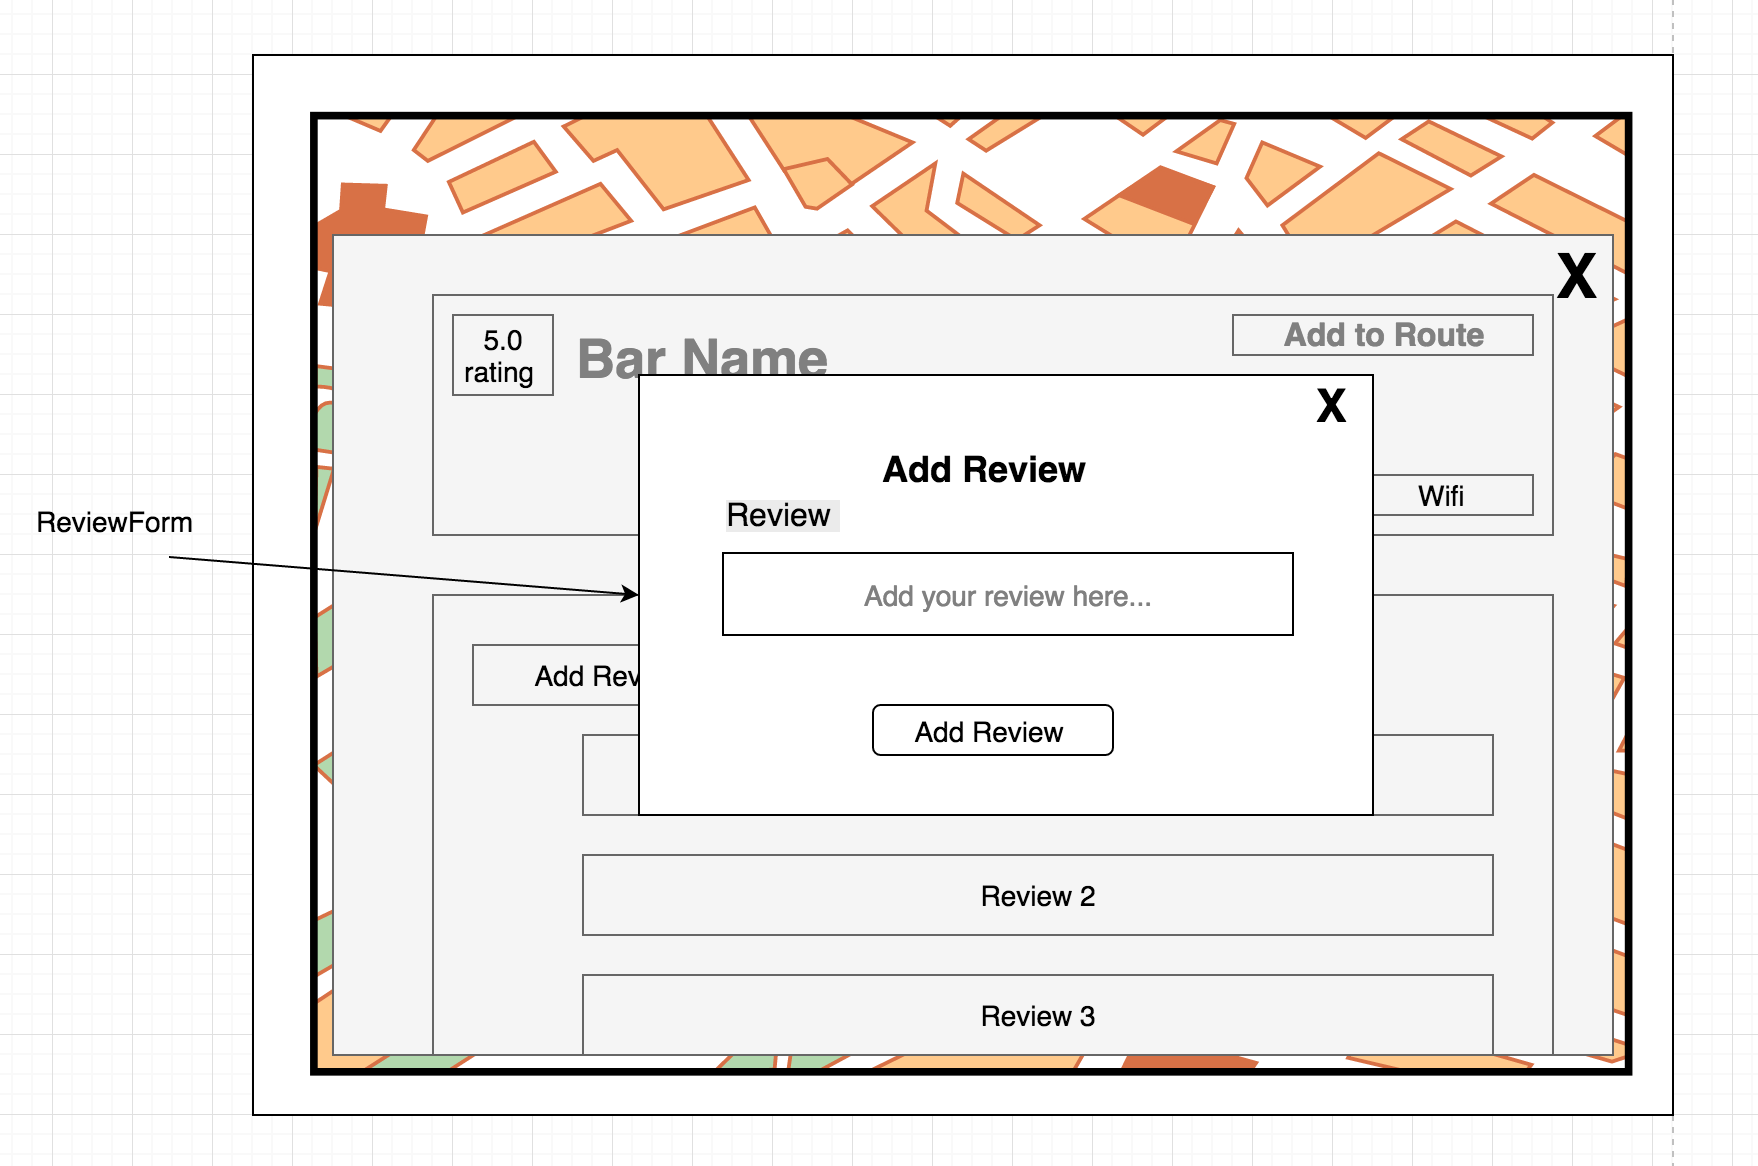 X
5.0
rating
Bar Name
Add to Route
X
Add Review
Review
Wifi
ReviewForm
Add your review here...
Add Rev
Add Review
Review 2
Review 3